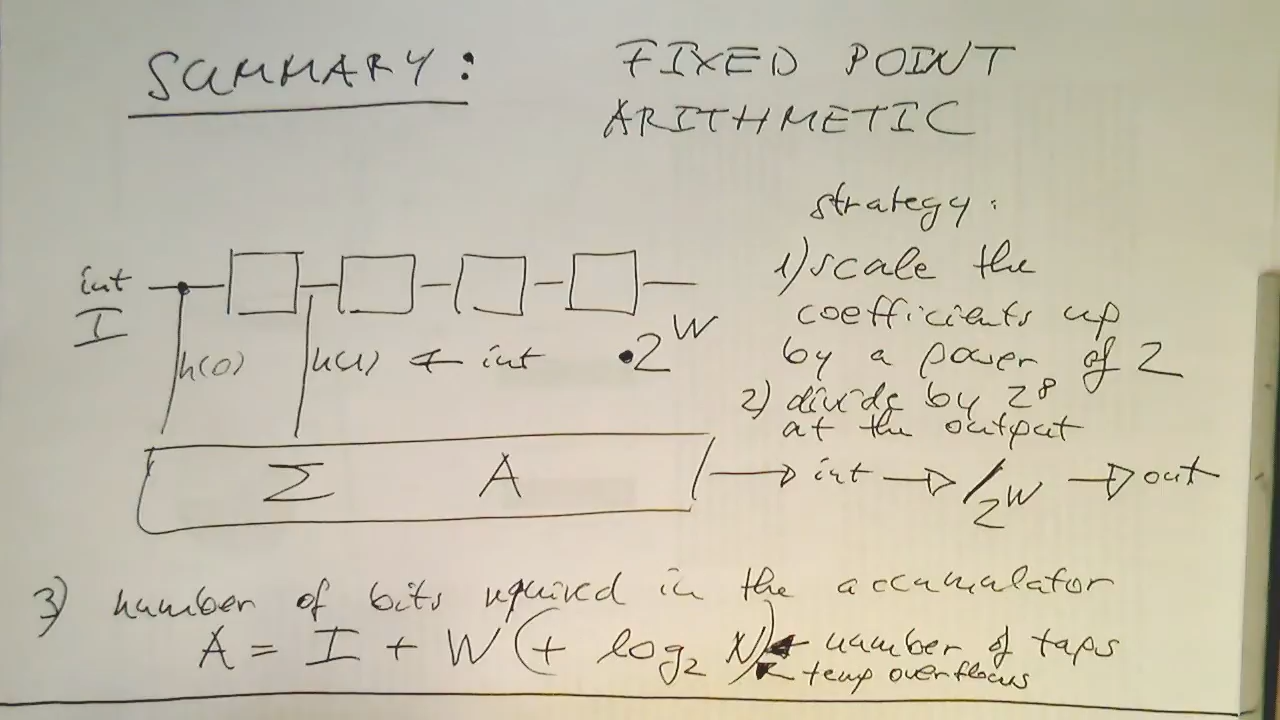 SUMMARY: FIXED POINT
ARITHMETIC
strategy:
1) scale the
coefficients up
by a power of 2
2) divide by 2^8
at the output
int
I
h(0) h(1) ← int •2^W
Σ A → int → /2^W → out
3) number of bits required in the accumulator
A = I + W (+ log₂ N) ← number of taps
← temp overflows